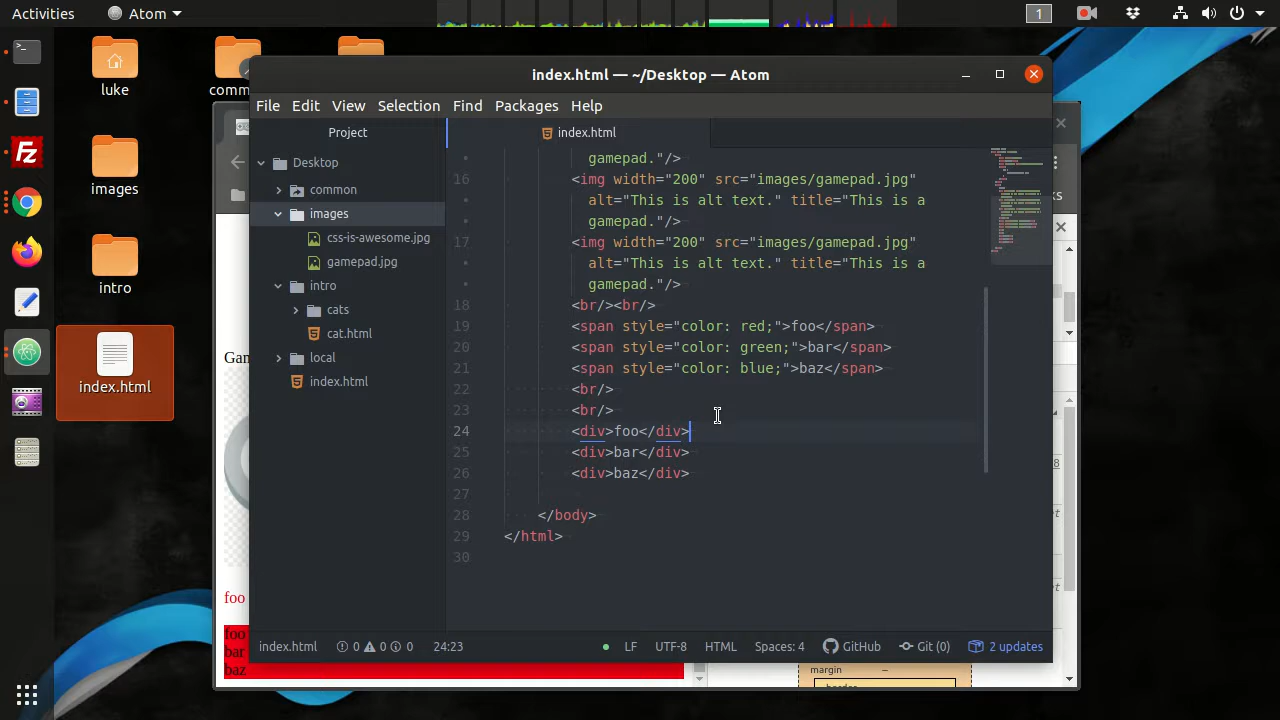 Activities
Atom
1
luke
comm
images
intro
index.html
index.html — ~/Desktop — Atom
File Edit View Selection Find Packages Help
Project
index.html
Desktop
common
images
css-is-awesome.jpg
gamepad.jpg
intro
cats
cat.html
local
index.html
gamepad."/>
16 <img width="200" src="images/gamepad.jpg"
alt="This is alt text." title="This is a
gamepad."/>
17 <img width="200" src="images/gamepad.jpg"
alt="This is alt text." title="This is a
gamepad."/>
18 <br/><br/>
19 <span style="color: red;">foo</span>
20 <span style="color: green;">bar</span>
21 <span style="color: blue;">baz</span>
22 <br/>
23 <br/>
24 <div>foo</div>
25 <div>bar</div>
26 <div>baz</div>
27
28 </body>
29 </html>
30
index.html 0 0 0 24:23 LF UTF-8 HTML Spaces: 4 GitHub Git (0) 2 updates
Gam
foo
foo
bar
baz
ks
8
margin
–